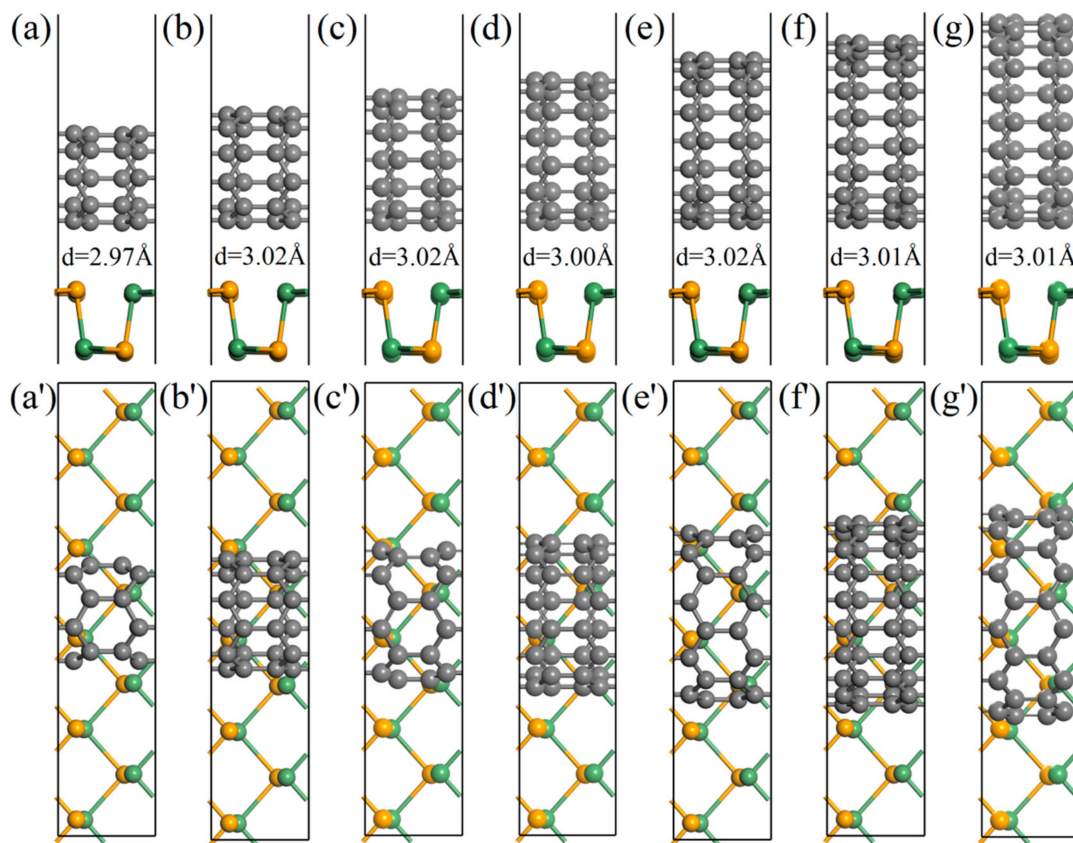 (a) (b) (c) (d) (e) (f) (g)
d=2.97Å d=3.02Å d=3.02Å d=3.00Å d=3.02Å d=3.01Å d=3.01Å
(a') (b') (c') (d') (e') (f') (g')